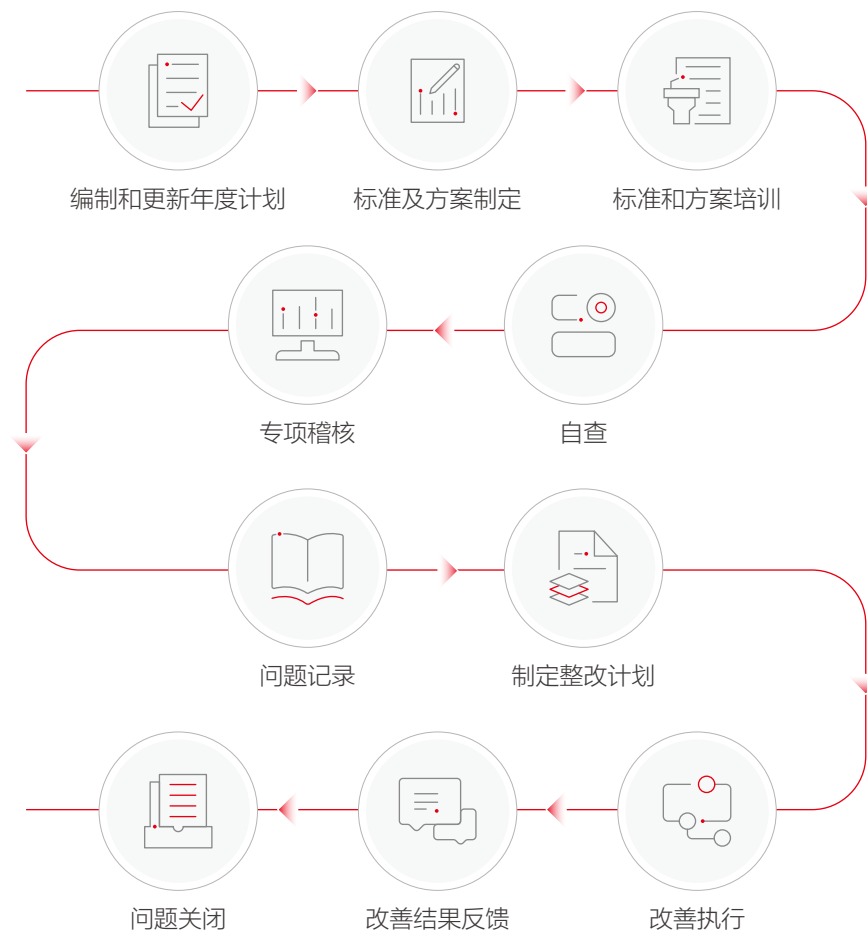 编制和更新年度计划
标准及方案制定
标准和方案培训
专项稽核
自查
问题记录
制定整改计划
问题关闭
改善结果反馈
改善执行